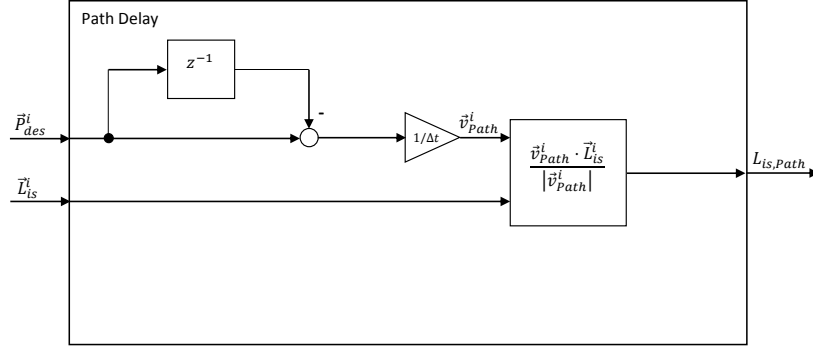 Path Delay
z⁻¹
-
P⃗ⁱ_des
1/Δt
v⃗ⁱ_Path
v⃗ⁱ_Path · L⃗ⁱ_is
|v⃗ⁱ_Path|
L_is,Path
L⃗ⁱ_is